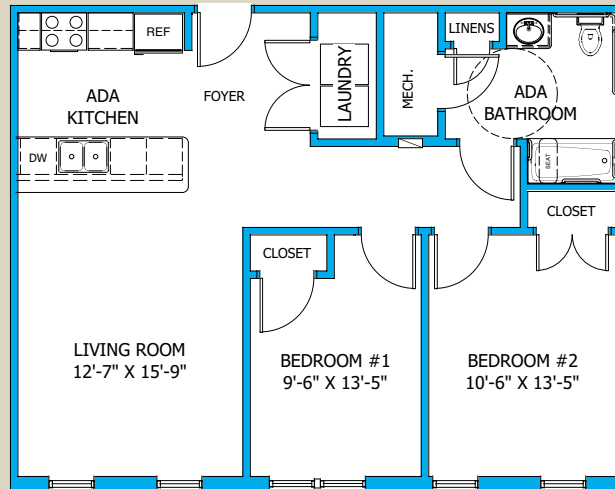 REF
LINENS
ADA
KITCHEN
FOYER
LAUNDRY
MECH.
ADA
BATHROOM
DW
SEAT
CLOSET
CLOSET
LIVING ROOM
12'-7" X 15'-9"
BEDROOM #1
9'-6" X 13'-5"
BEDROOM #2
10'-6" X 13'-5"